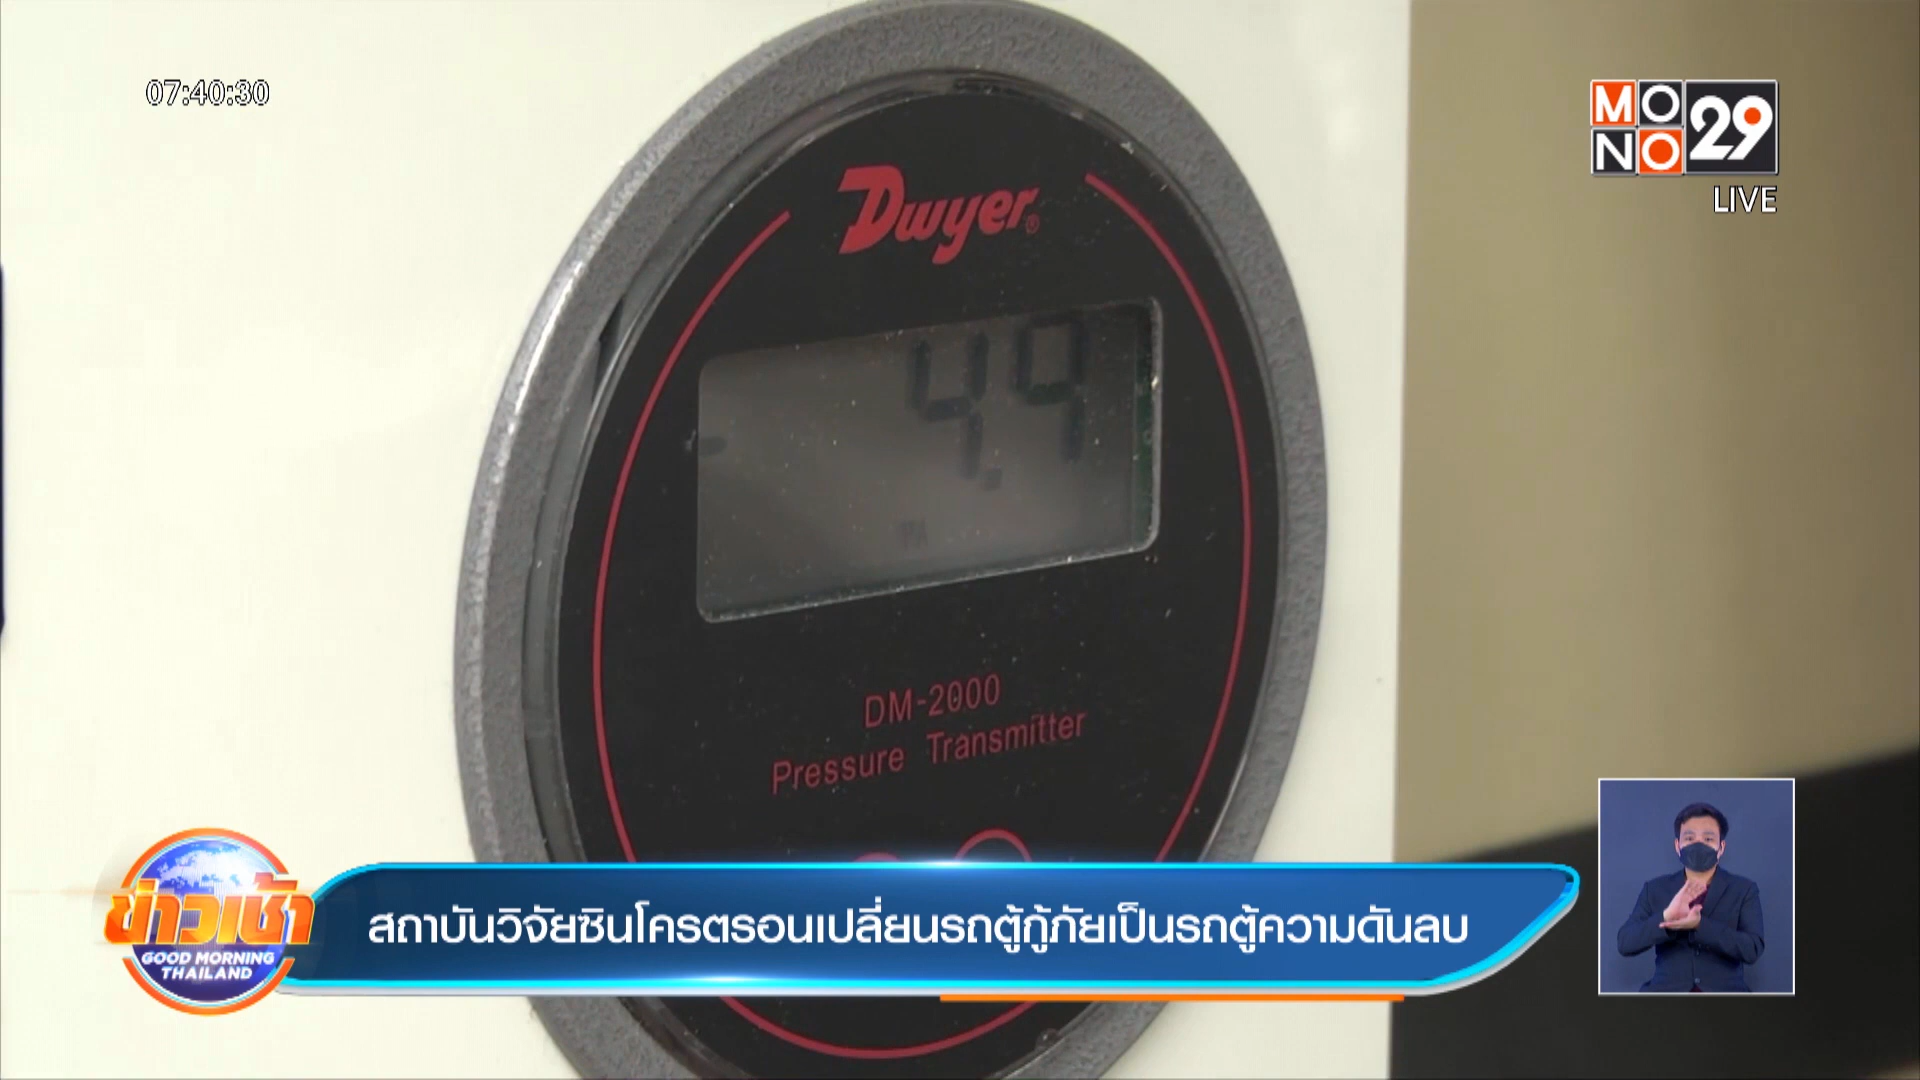 07:40:30
MONO 29
LIVE
Dwyer®
- 4.9
PA
DM-2000
Pressure Transmitter
ข่าวเช้า
GOOD MORNING
THAILAND
สถาบันวิจัยซินโครตรอนเปลี่ยนรถตู้กู้ภัยเป็นรถตู้ความดันลบ